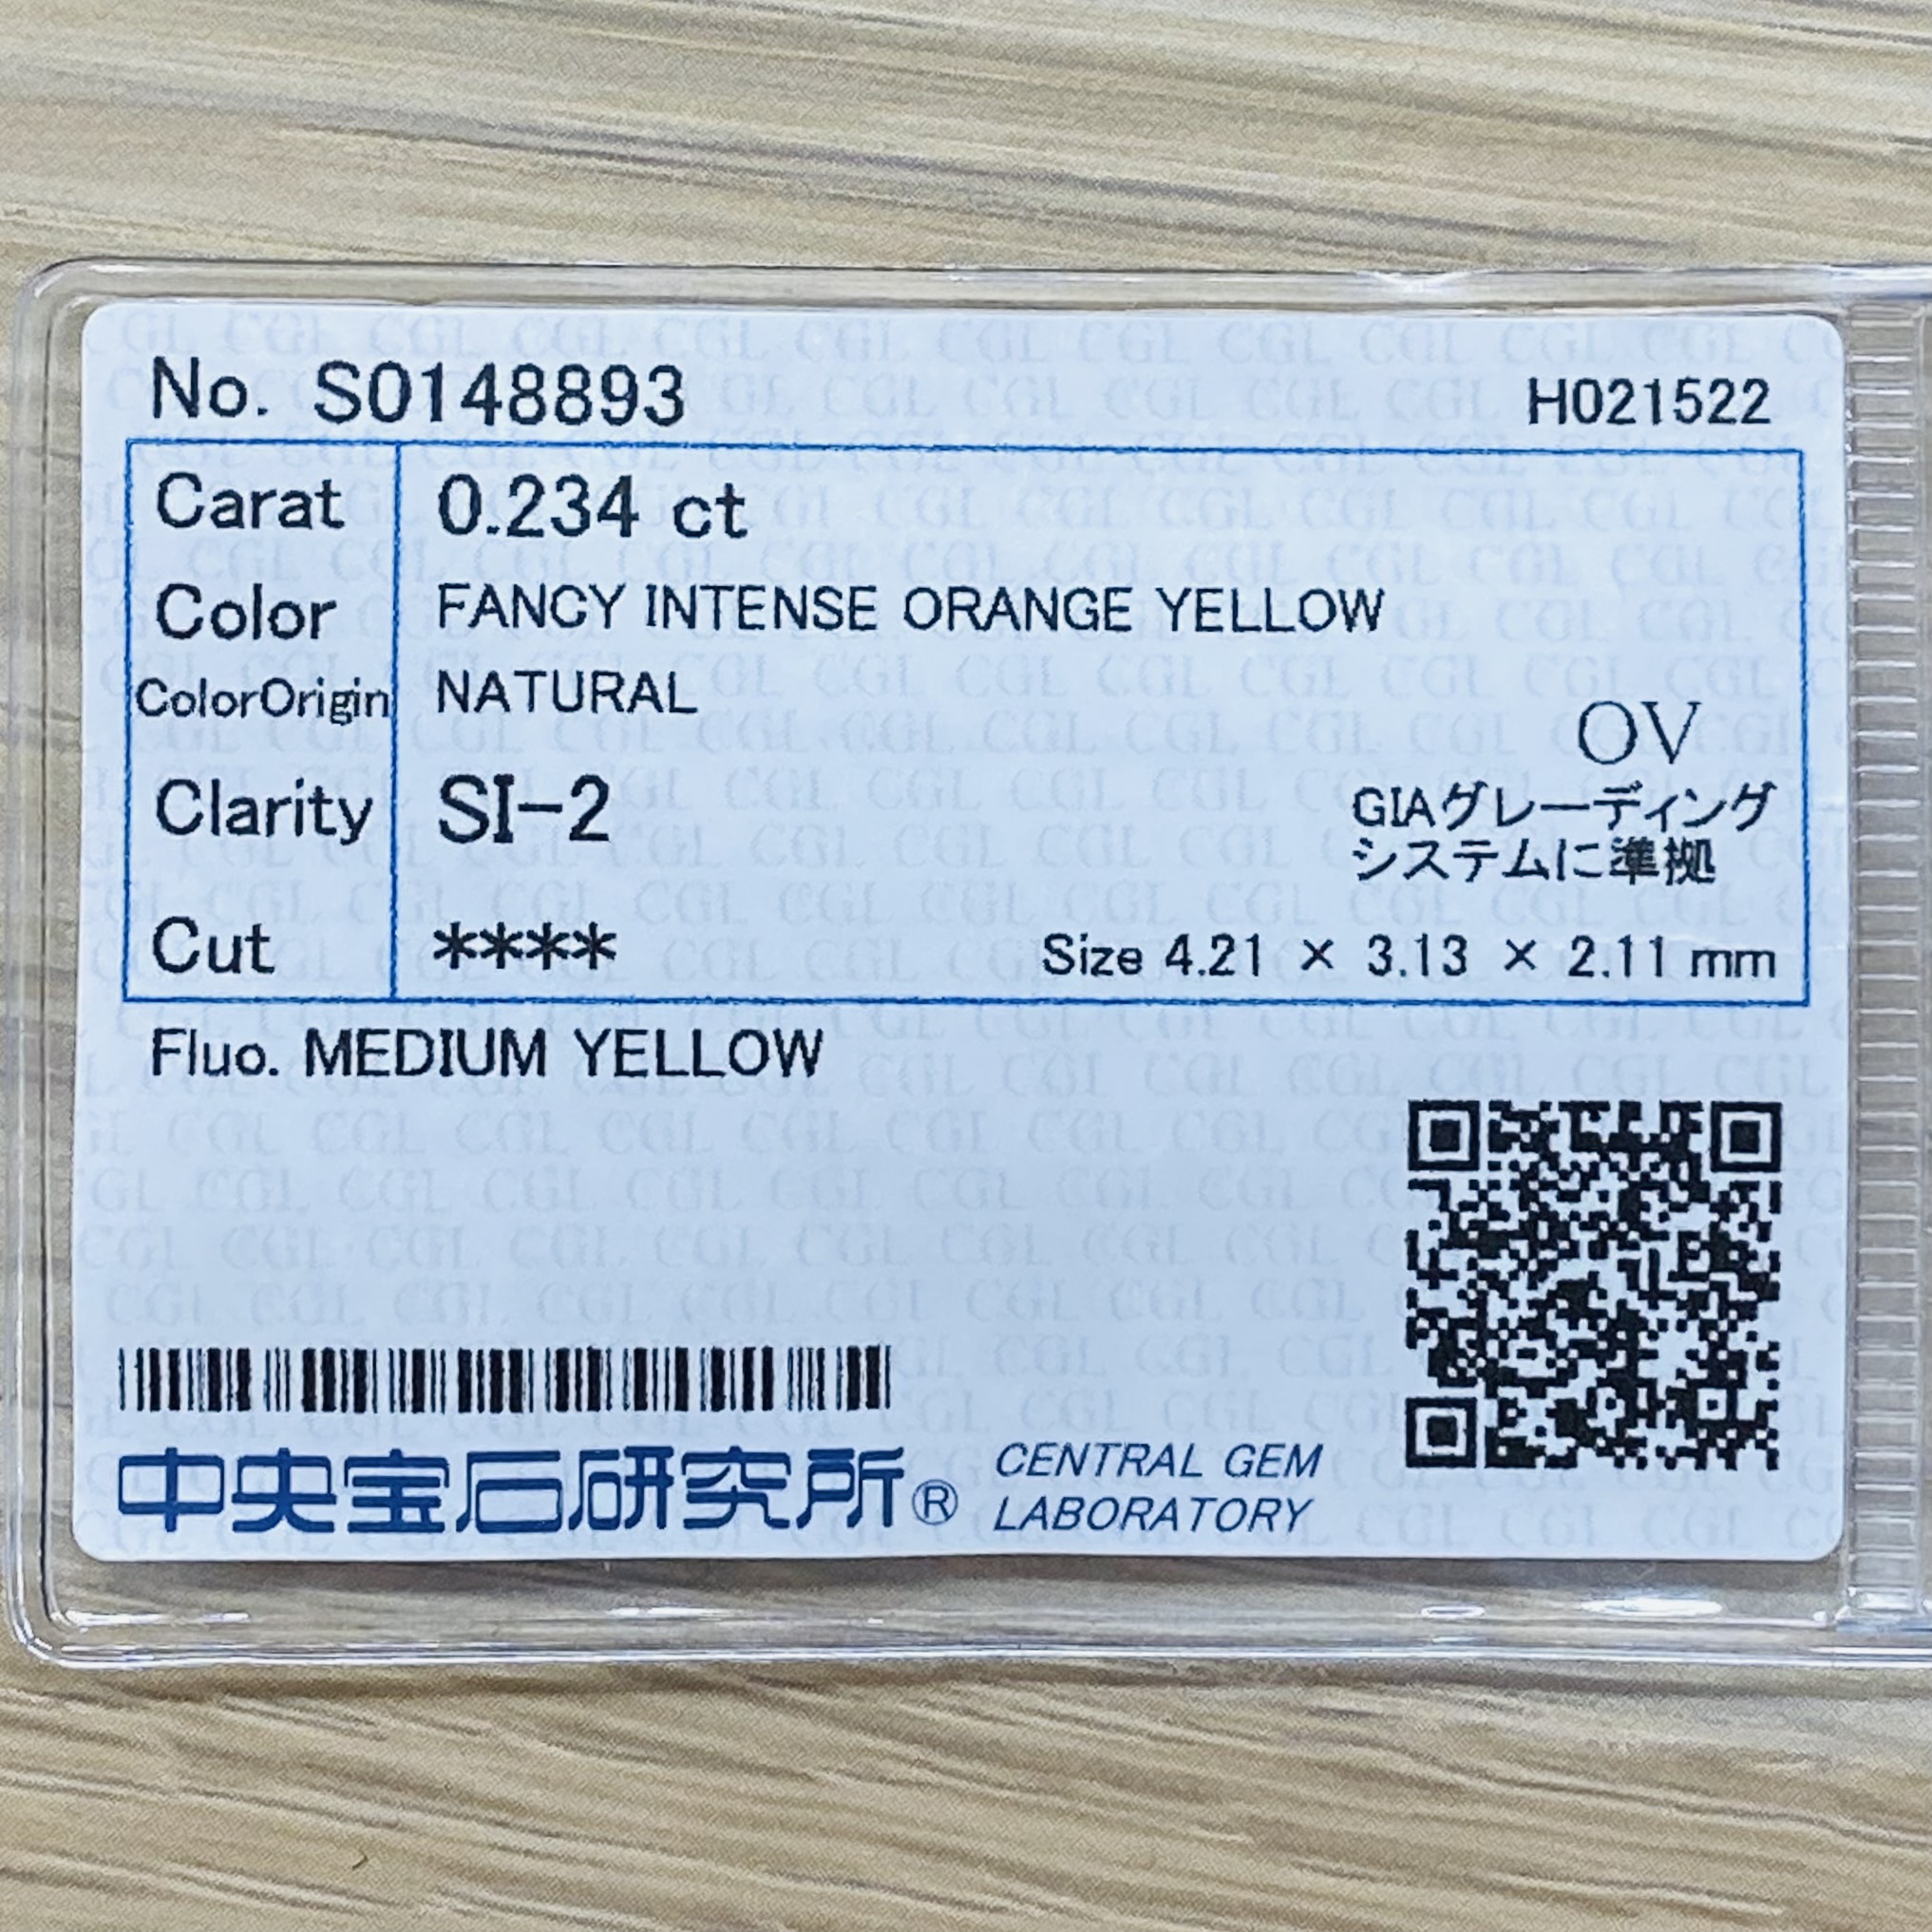 No. S0148893 H021522
Carat 0.234 ct
Color FANCY INTENSE ORANGE YELLOW
ColorOrigin NATURAL
OV
Clarity SI-2
GIAグレーディング
システムに準拠
Cut **** Size 4.21 × 3.13 × 2.11 mm
Fluo. MEDIUM YELLOW
中央宝石研究所® CENTRAL GEM
LABORATORY